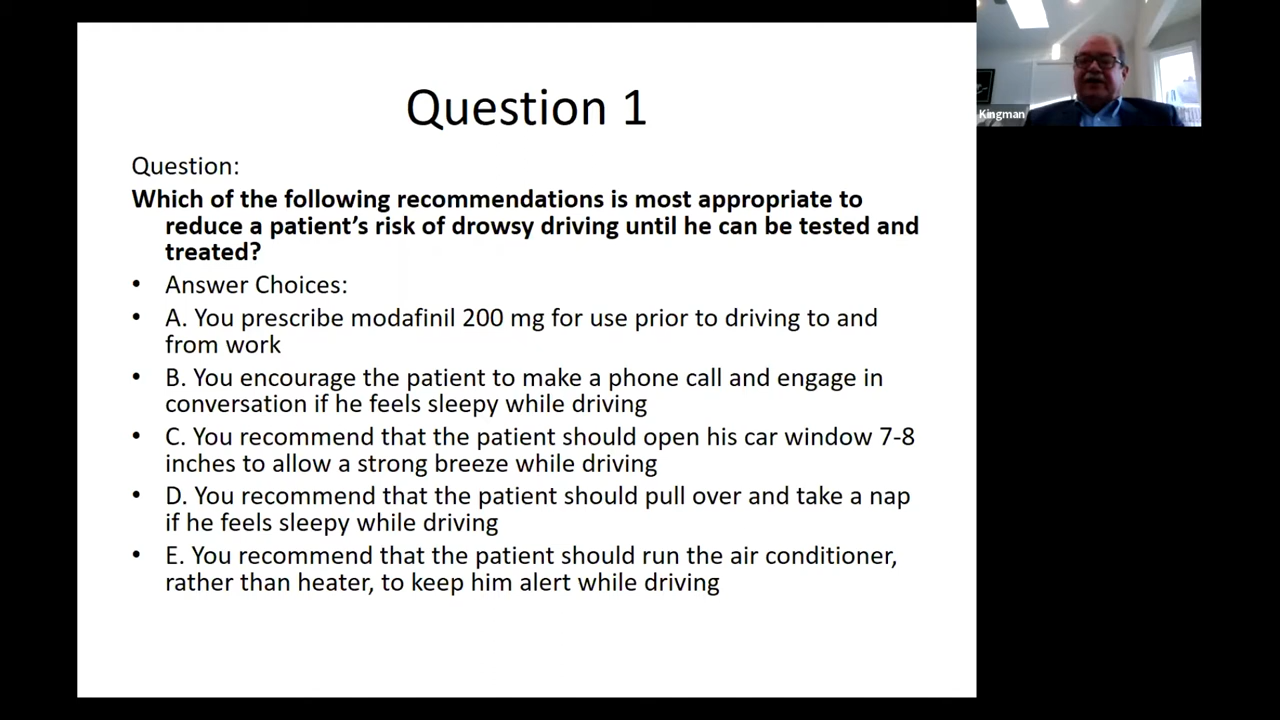 Question 1
Question:
Which of the following recommendations is most appropriate to
reduce a patient’s risk of drowsy driving until he can be tested and
treated?
• Answer Choices:
• A. You prescribe modafinil 200 mg for use prior to driving to and
from work
• B. You encourage the patient to make a phone call and engage in
conversation if he feels sleepy while driving
• C. You recommend that the patient should open his car window 7-8
inches to allow a strong breeze while driving
• D. You recommend that the patient should pull over and take a nap
if he feels sleepy while driving
• E. You recommend that the patient should run the air conditioner,
rather than heater, to keep him alert while driving
Kingman